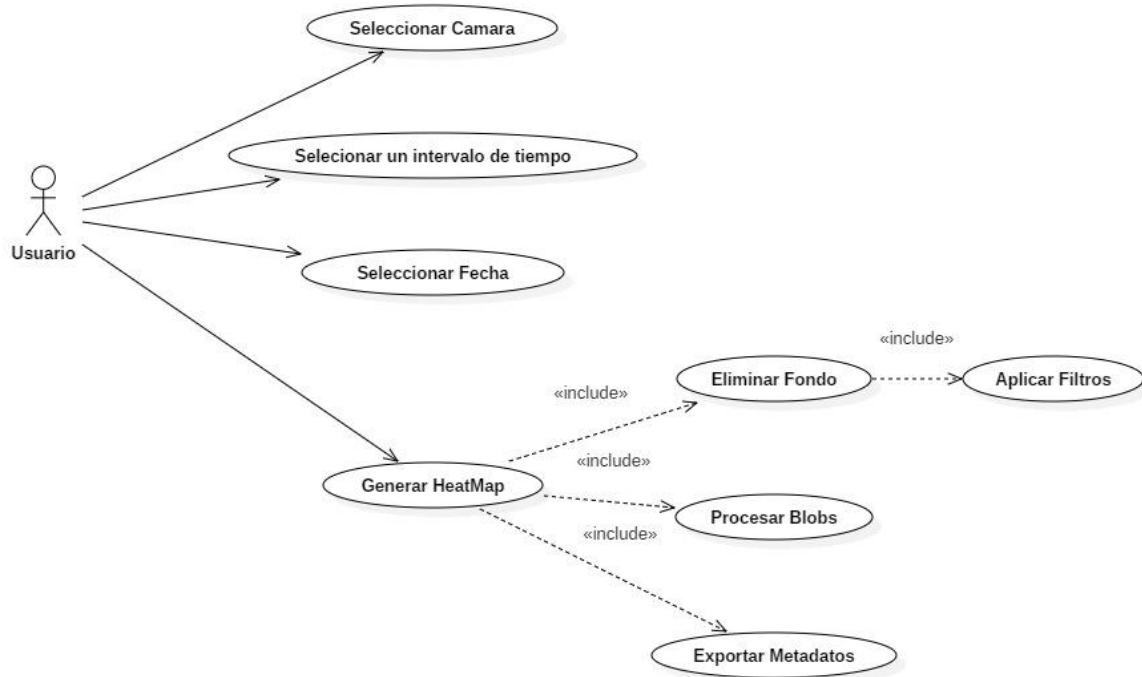 Seleccionar Camara
Selecionar un intervalo de tiempo
Usuario
Seleccionar Fecha
«include»
Eliminar Fondo
Aplicar Filtros
«include»
«include»
Generar HeatMap
Procesar Blobs
«include»
Exportar Metadatos